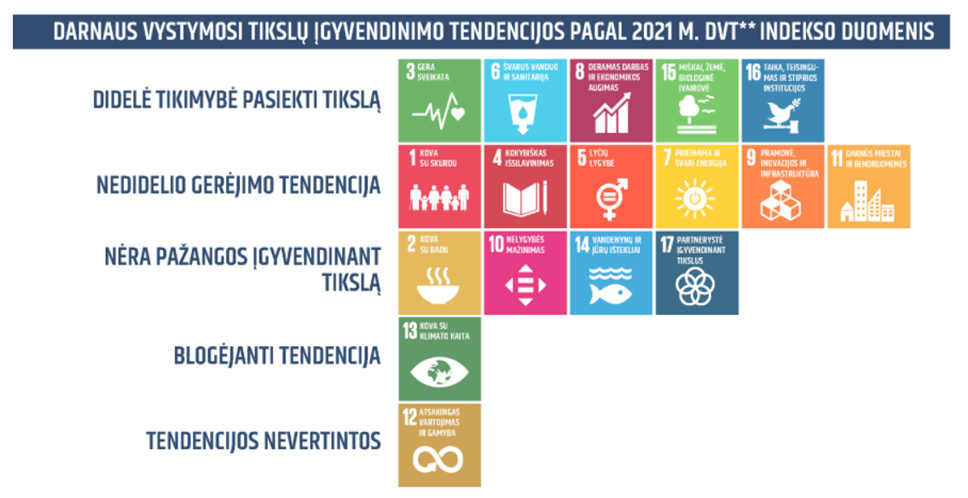 DARNAUS VYSTYMOSI TIKSLŲ ĮGYVENDINIMO TENDENCIJOS PAGAL 2021 M. DVT** INDEKSO DUOMENIS
DIDELĖ TIKIMYBĖ PASIEKTI TIKSLĄ
3 GERA
SVEIKATA
6 ŠVARUS VANDUO
IR SANITARIJA
8 DERAMAS DARBAS
IR EKONOMIKOS
AUGIMAS
15 MIŠKAI, ŽEMĖ,
BIOLOGINĖ
ĮVAIROVĖ
16 TAIKA, TEISINGU-
MAS IR STIPRIOS
INSTITUCIJOS
NEDIDELIO GERĖJIMO TENDENCIJA
1 KOVA
SU SKURDU
4 KOKYBIŠKAS
IŠSILAVINIMAS
5 LYČIŲ
LYGYBĖ
7 PRIEINAMA IR
ŠVARI ENERGIJA
9 PRAMONĖ,
INOVACIJOS IR
INFRASTRUKTŪRA
11 DARNŪS MIESTAI
IR BENDRUOMENĖS
NĖRA PAŽANGOS ĮGYVENDINANT
TIKSLĄ
2 KOVA
SU BADU
10 NELYGYBĖS
MAŽINIMAS
14 VANDENYNŲ IR
JŪRŲ IŠTEKLIAI
17 PARTNERYSTĖ
ĮGYVENDINANT
TIKSLUS
BLOGĖJANTI TENDENCIJA
13 KOVA SU
KLIMATO KAITA
TENDENCIJOS NEVERTINTOS
12 ATSAKINGAS
VARTOJIMAS
IR GAMYBA